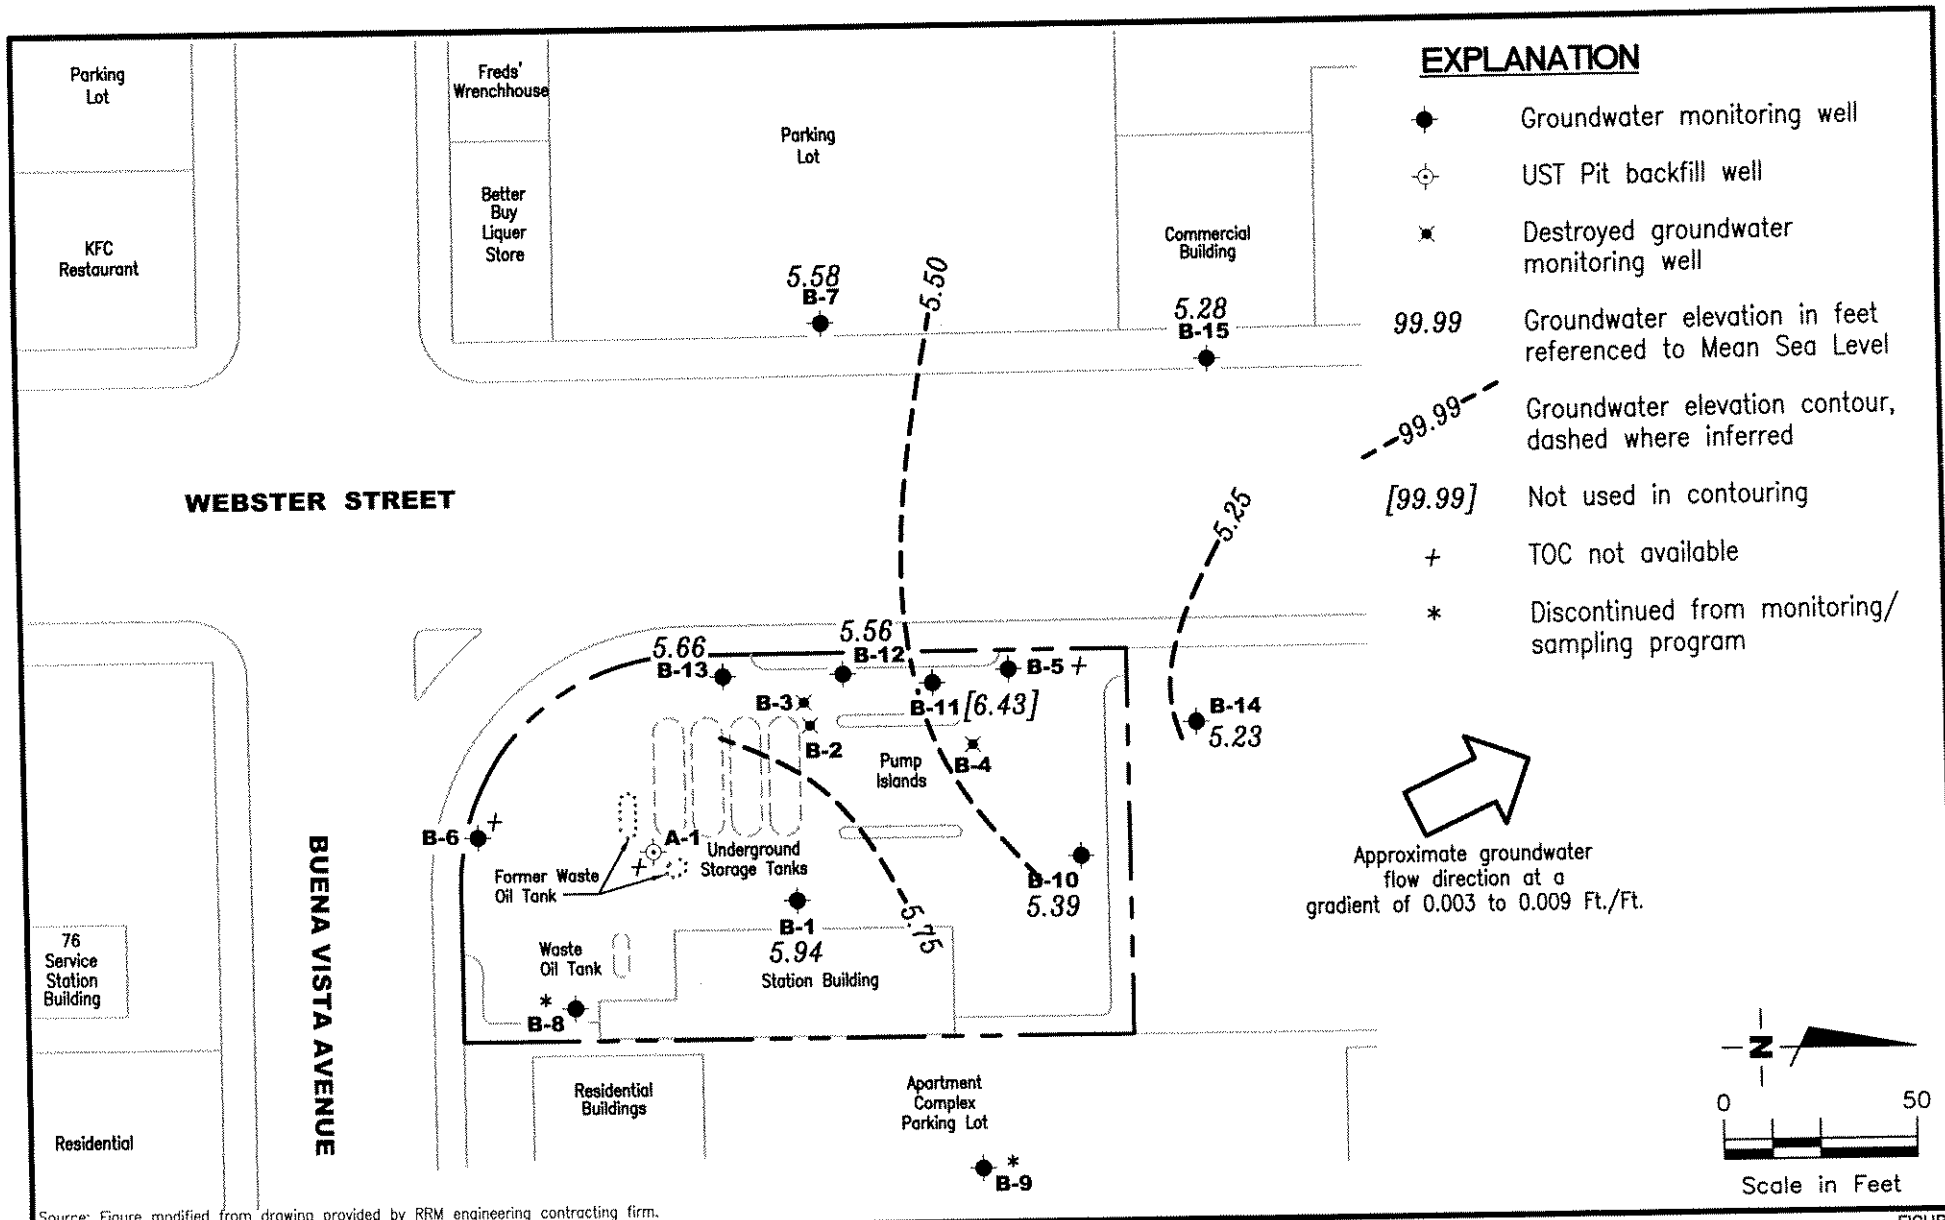 EXPLANATION
Groundwater monitoring well
UST Pit backfill well
Destroyed groundwater
monitoring well
99.99
Groundwater elevation in feet
referenced to Mean Sea Level
99.99
Groundwater elevation contour,
dashed where inferred
[99.99]
Not used in contouring
+
TOC not available
*
Discontinued from monitoring/
sampling program
Parking
Lot
Freds'
Wrenchhouse
Parking
Lot
KFC
Restaurant
Better
Buy
Liquer
Store
Commercial
Building
5.58
B-7
5.50
5.28
B-15
WEBSTER STREET
5.25
5.66
B-13
5.56
B-12
B-5 +
B-3
B-2
B-11 [6.43]
B-14
5.23
Pump
Islands
B-4
B-6 +
A-1
+
Underground
Storage Tanks
Former Waste
Oil Tank
B-10
5.39
B-1
5.94
5.75
Station Building
Waste
Oil Tank
*
B-8
76
Service
Station
Building
BUENA VISTA AVENUE
Residential
Residential
Buildings
Apartment
Complex
Parking Lot
*
B-9
Approximate groundwater
flow direction at a
gradient of 0.003 to 0.009 Ft./Ft.
N
0 50
Scale in Feet
Source: Figure modified from drawing provided by RRM engineering contracting firm.